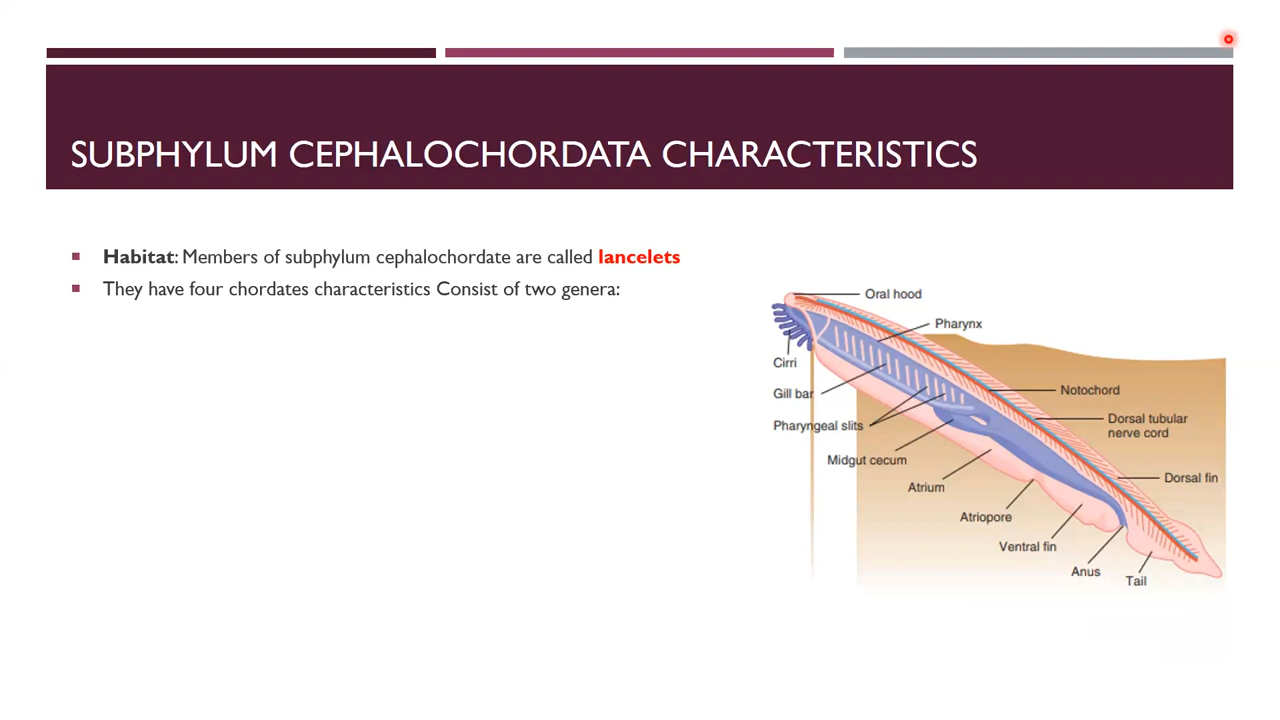 SUBPHYLUM CEPHALOCHORDATA CHARACTERISTICS
Habitat: Members of subphylum cephalochordate are called lancelets
They have four chordates characteristics Consist of two genera:
Oral hood
Pharynx
Cirri
Gill bar
Notochord
Dorsal tubular
nerve cord
Pharyngeal slits
Midgut cecum
Dorsal fin
Atrium
Atriopore
Ventral fin
Anus
Tail